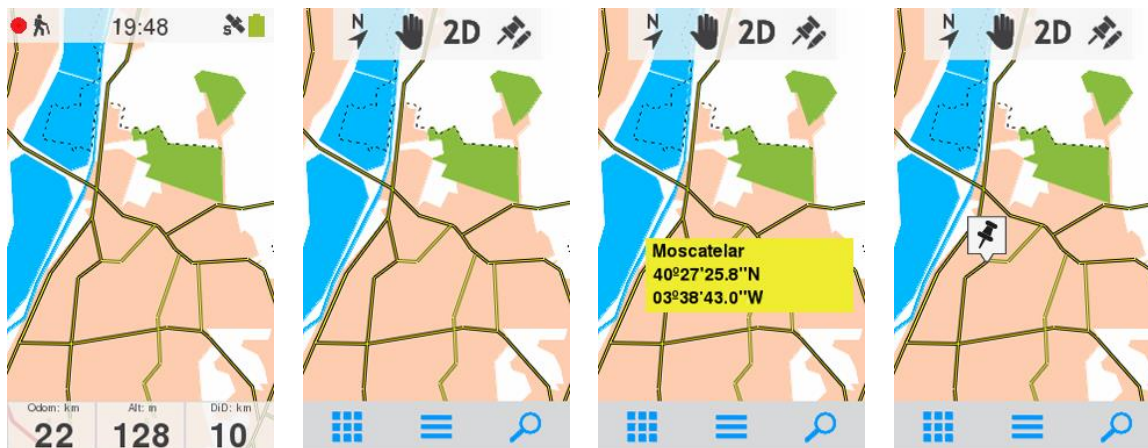 19:48
S
Odom: km
Alt: m
DiD: km
22
128
10
N
2D
N
2D
Moscatelar
40º27'25.8''N
03º38'43.0''W
N
2D